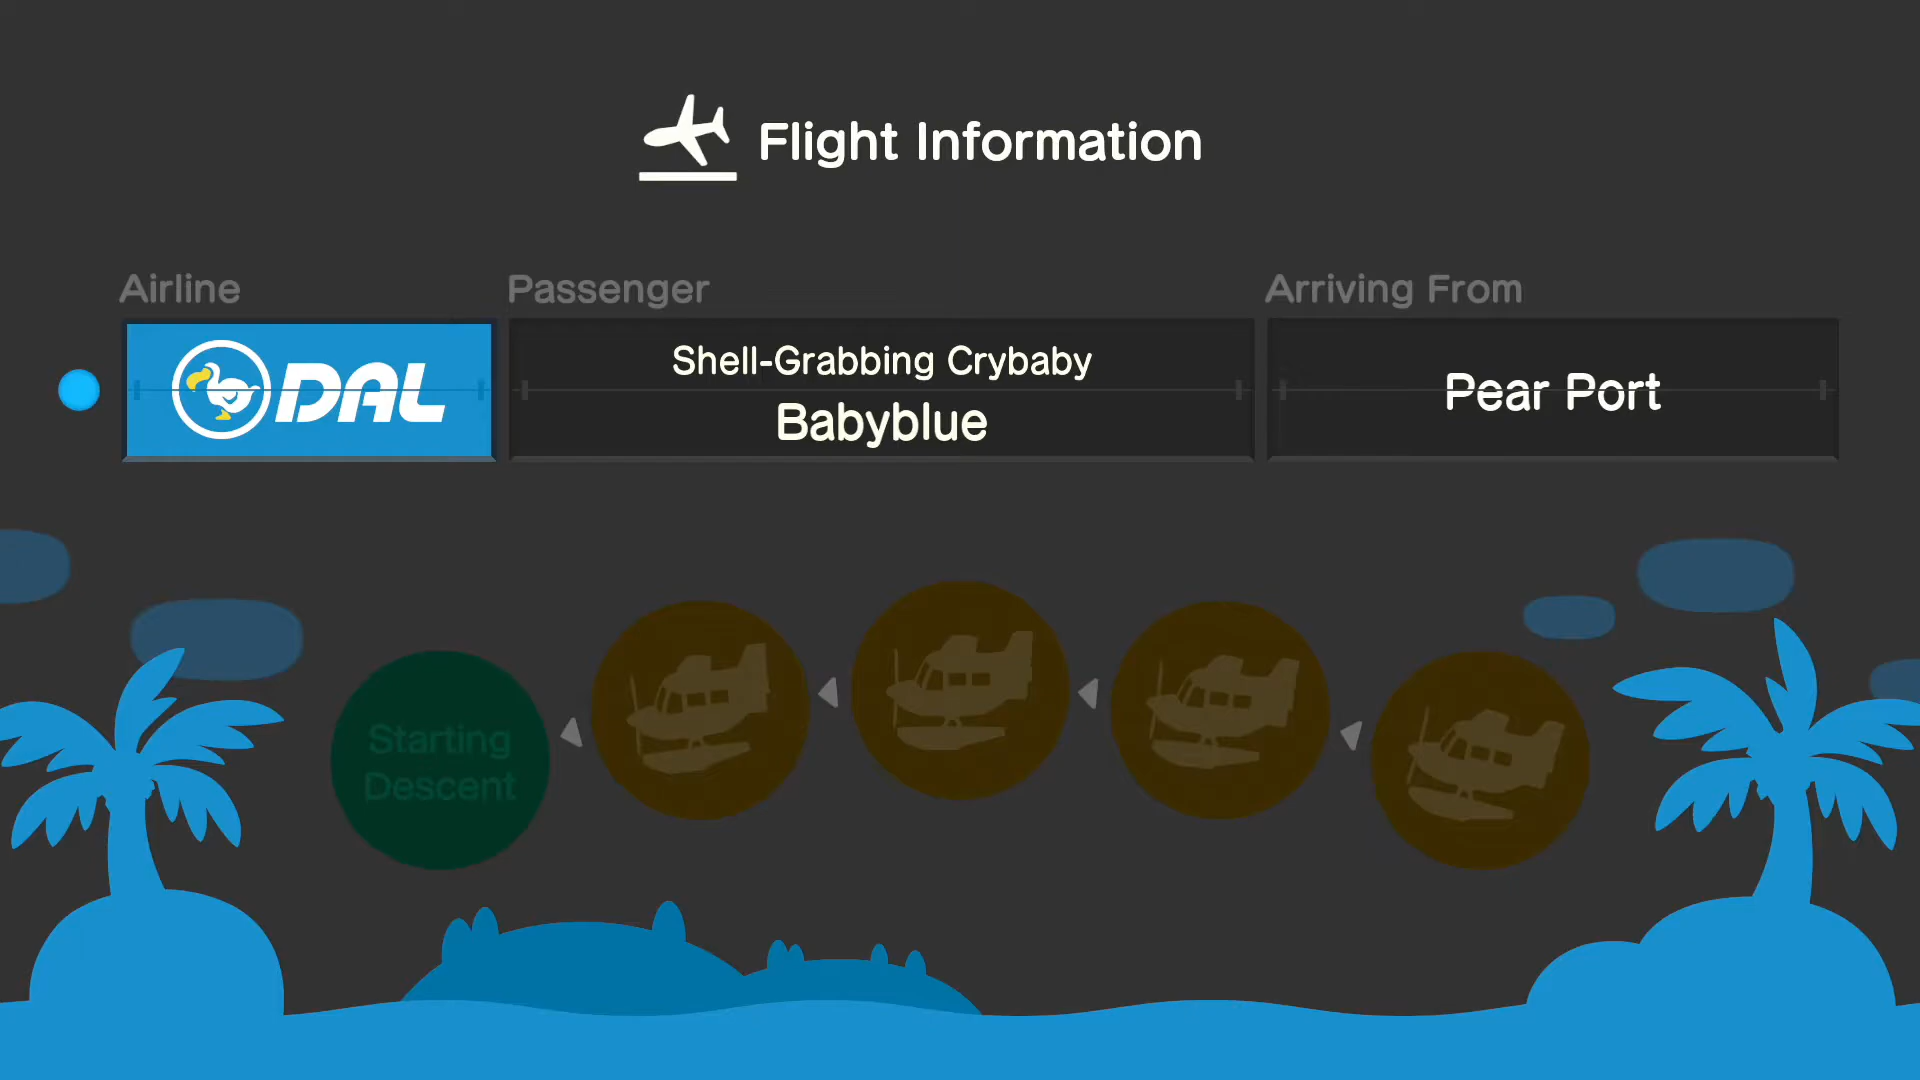 Flight Information
Airline
Passenger
Arriving From
DAL
Shell-Grabbing Crybaby
Babyblue
Pear Port
Starting
Descent